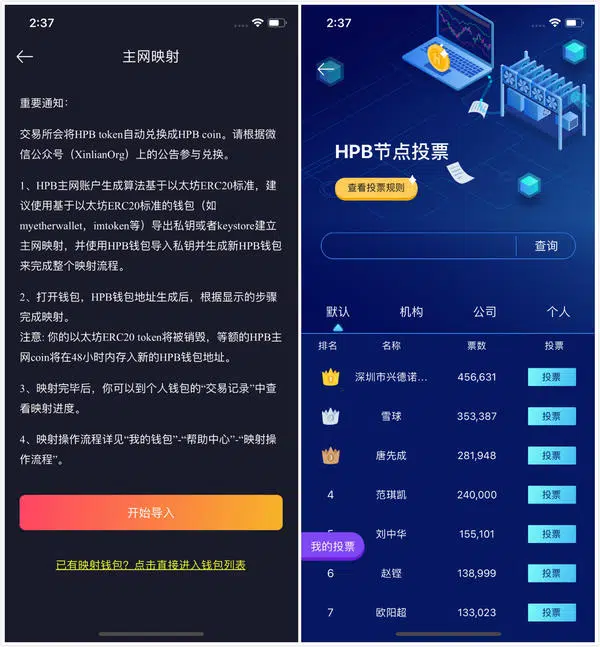 2:37
主网映射
重要通知：
交易所会将HPB token自动兑换成HPB coin。请根据微
信公众号（XinlianOrg）上的公告参与兑换。
1、HPB主网账户生成算法基于以太坊ERC20标准，建
议使用基于以太坊ERC20标准的钱包（如
myetherwallet，imtoken等）导出私钥或者keystore建立
主网映射，并使用HPB钱包导入私钥并生成新HPB钱包
来完成整个映射流程。
2、打开钱包，HPB钱包地址生成后，根据显示的步骤
完成映射。
注意: 你的以太坊ERC20 token将被销毁，等额的HPB主
网coin将在48小时内存入新的HPB钱包地址。
3、映射完毕后，你可以到个人钱包的“交易记录”中查
看映射进度。
4、映射操作流程详见“我的钱包”-“帮助中心”-“映射操
作流程”。
开始导入
已有映射钱包？点击直接进入钱包列表
2:37
HPB节点投票
查看投票规则
查询
默认 机构 公司 个人
排名 名称 票数 投票
深圳市兴德诺... 456,631 投票
雪球 353,387 投票
唐先成 281,948 投票
4 范琪凯 240,000 投票
刘中华 155,101 投票
我的投票
6 赵铿 138,999 投票
7 欧阳超 133,023 投票